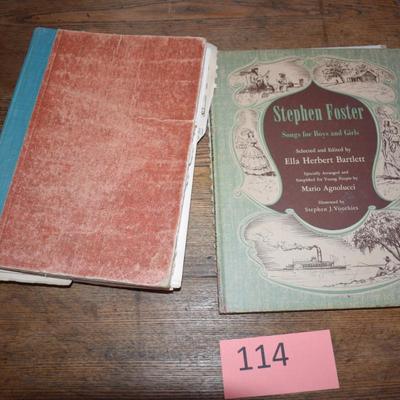 Stephen Foster
Songs for Boys and Girls
Selected and Edited by
Ella Herbert Bartlett
Specially Arranged and
Simplified for Young People by
Mario Agnolucci
Illustrated by
Stephen J. Voorhies
114